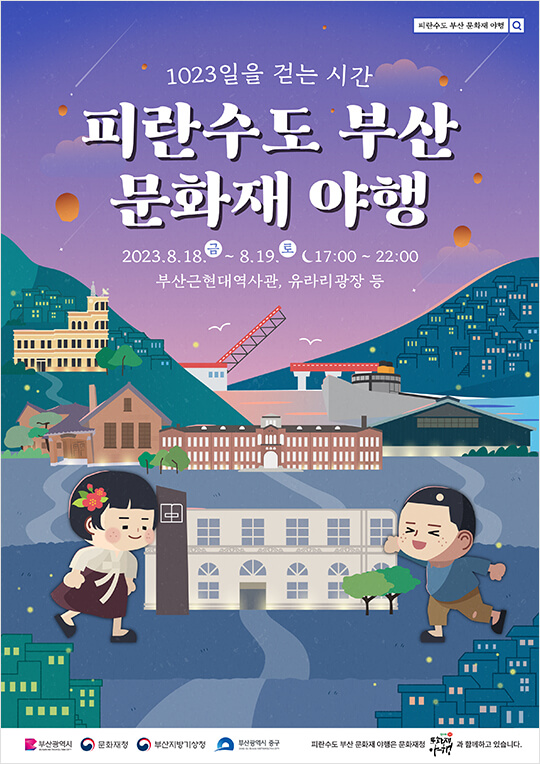 피란수도 부산 문화재 야행
1023일을 걷는 시간
피란수도 부산
문화재 야행
2023.8.18.금 ~ 8.19.토 17:00 ~ 22:00
부산근현대역사관, 유라리광장 등
부산광역시
문화재청
부산지방기상청
부산광역시 중구
피란수도 부산 문화재 야행은 문화재청 문화재야행 과 함께하고 있습니다.